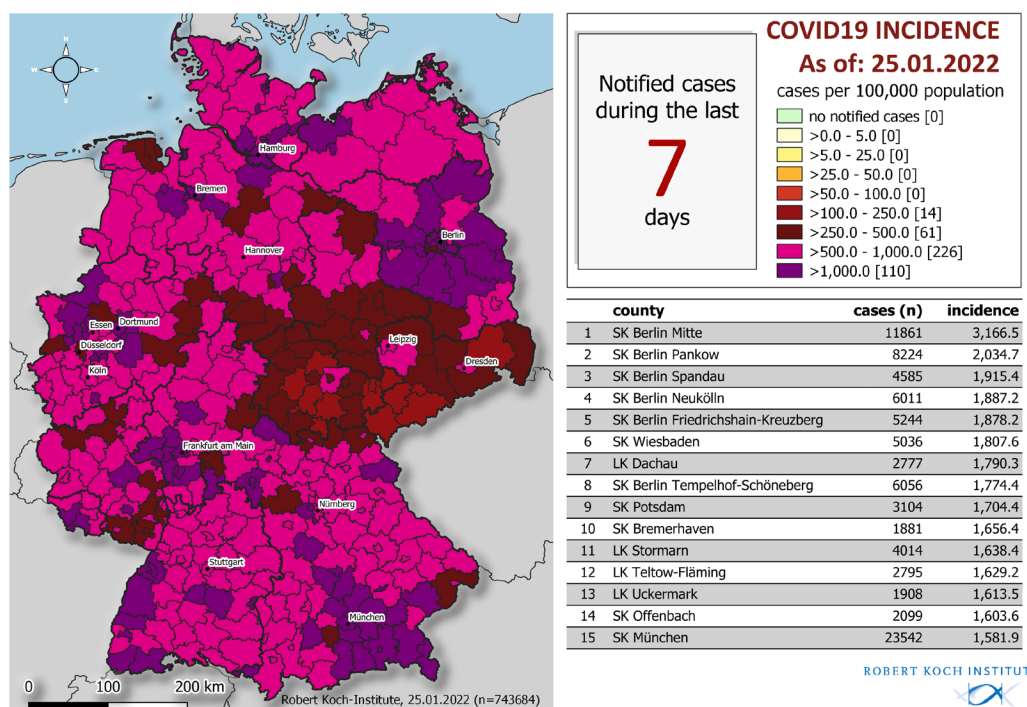 N
W
E
S
Hamburg
Bremen
Berlin
Hannover
Essen
Dortmund
Düsseldorf
Köln
Leipzig
Dresden
Frankfurt am Main
Nürnberg
Stuttgart
München
0 100 200 km
Robert Koch-Institute, 25.01.2022 (n=743684)
Notified cases
during the last
7
days
COVID19 INCIDENCE
As of: 25.01.2022
cases per 100,000 population
no notified cases [0]
>0.0 - 5.0 [0]
>5.0 - 25.0 [0]
>25.0 - 50.0 [0]
>50.0 - 100.0 [0]
>100.0 - 250.0 [14]
>250.0 - 500.0 [61]
>500.0 - 1,000.0 [226]
>1,000.0 [110]
county cases (n) incidence
1 SK Berlin Mitte 11861 3,166.5
2 SK Berlin Pankow 8224 2,034.7
3 SK Berlin Spandau 4585 1,915.4
4 SK Berlin Neukölln 6011 1,887.2
5 SK Berlin Friedrichshain-Kreuzberg 5244 1,878.2
6 SK Wiesbaden 5036 1,807.6
7 LK Dachau 2777 1,790.3
8 SK Berlin Tempelhof-Schöneberg 6056 1,774.4
9 SK Potsdam 3104 1,704.4
10 SK Bremerhaven 1881 1,656.4
11 LK Stormarn 4014 1,638.4
12 LK Teltow-Fläming 2795 1,629.2
13 LK Uckermark 1908 1,613.5
14 SK Offenbach 2099 1,603.6
15 SK München 23542 1,581.9
ROBERT KOCH INSTITUT